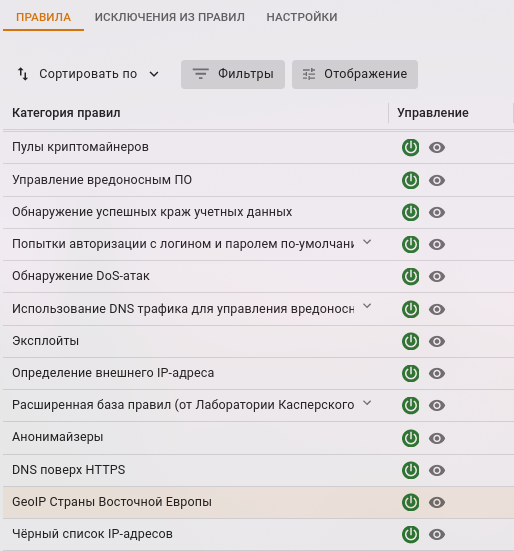 ПРАВИЛА ИСКЛЮЧЕНИЯ ИЗ ПРАВИЛ НАСТРОЙКИ
Сортировать по Фильтры Отображение
Категория правил Управление
Пулы криптомайнеров
Управление вредоносным ПО
Обнаружение успешных краж учетных данных
Попытки авторизации с логином и паролем по-умолчани
Обнаружение DoS-атак
Использование DNS трафика для управления вредоносн
Эксплойты
Определение внешнего IP-адреса
Расширенная база правил (от Лаборатории Касперского
Анонимайзеры
DNS поверх HTTPS
GeoIP Страны Восточной Европы
Чёрный список IP-адресов